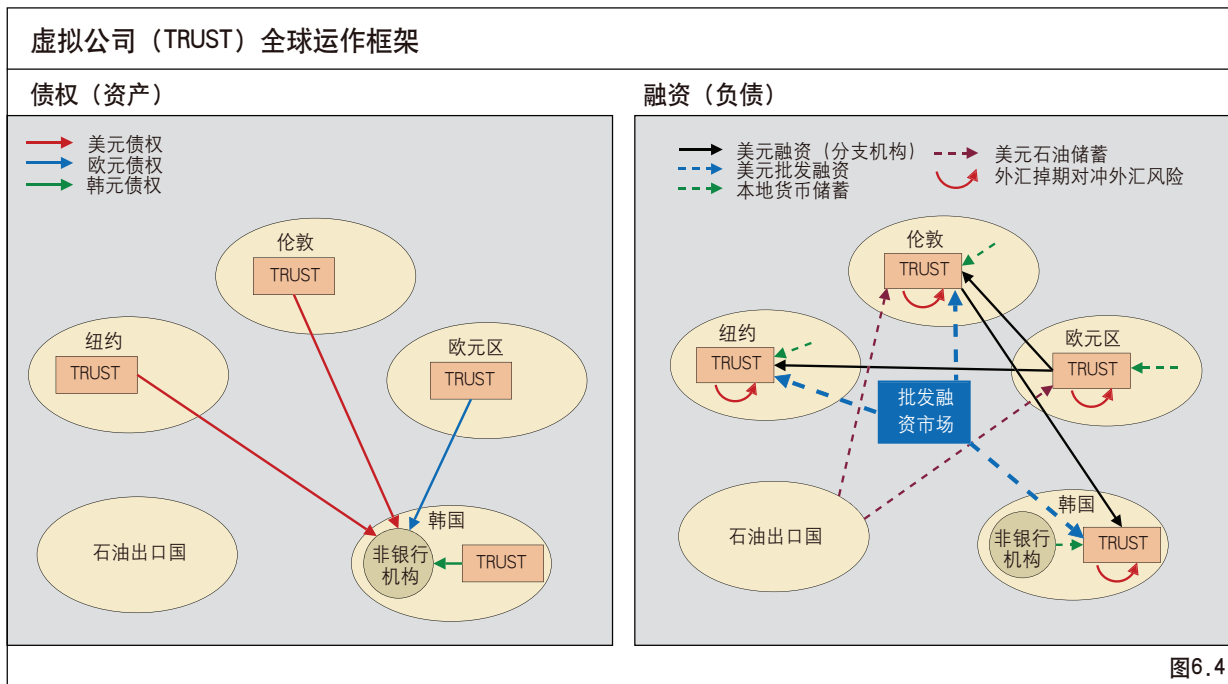 虚拟公司（TRUST）全球运作框架
债权（资产）
美元债权
欧元债权
韩元债权
伦敦
TRUST
纽约
TRUST
欧元区
TRUST
石油出口国
韩国
非银行
机构
TRUST
融资（负债）
美元融资（分支机构）
美元批发融资
本地货币储蓄
美元石油储蓄
外汇掉期对冲外汇风险
伦敦
TRUST
纽约
TRUST
欧元区
TRUST
批发融
资市场
石油出口国
韩国
非银行
机构
TRUST
图6.4